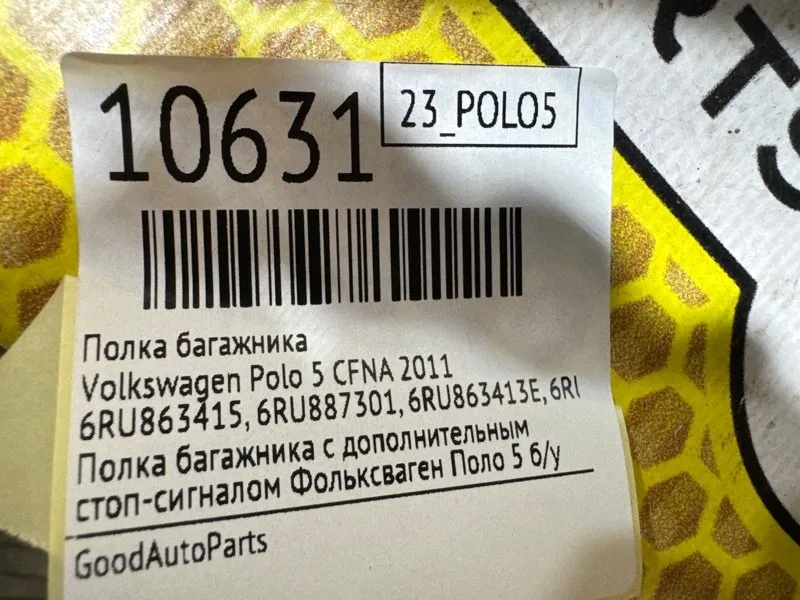 10631
23_POLO5
Полка багажника
Volkswagen Polo 5 CFNA 2011
6RU863415, 6RU887301, 6RU863413E, 6RU
Полка багажника с дополнительным
стоп-сигналом Фольксваген Поло 5 б/у
GoodAutoParts